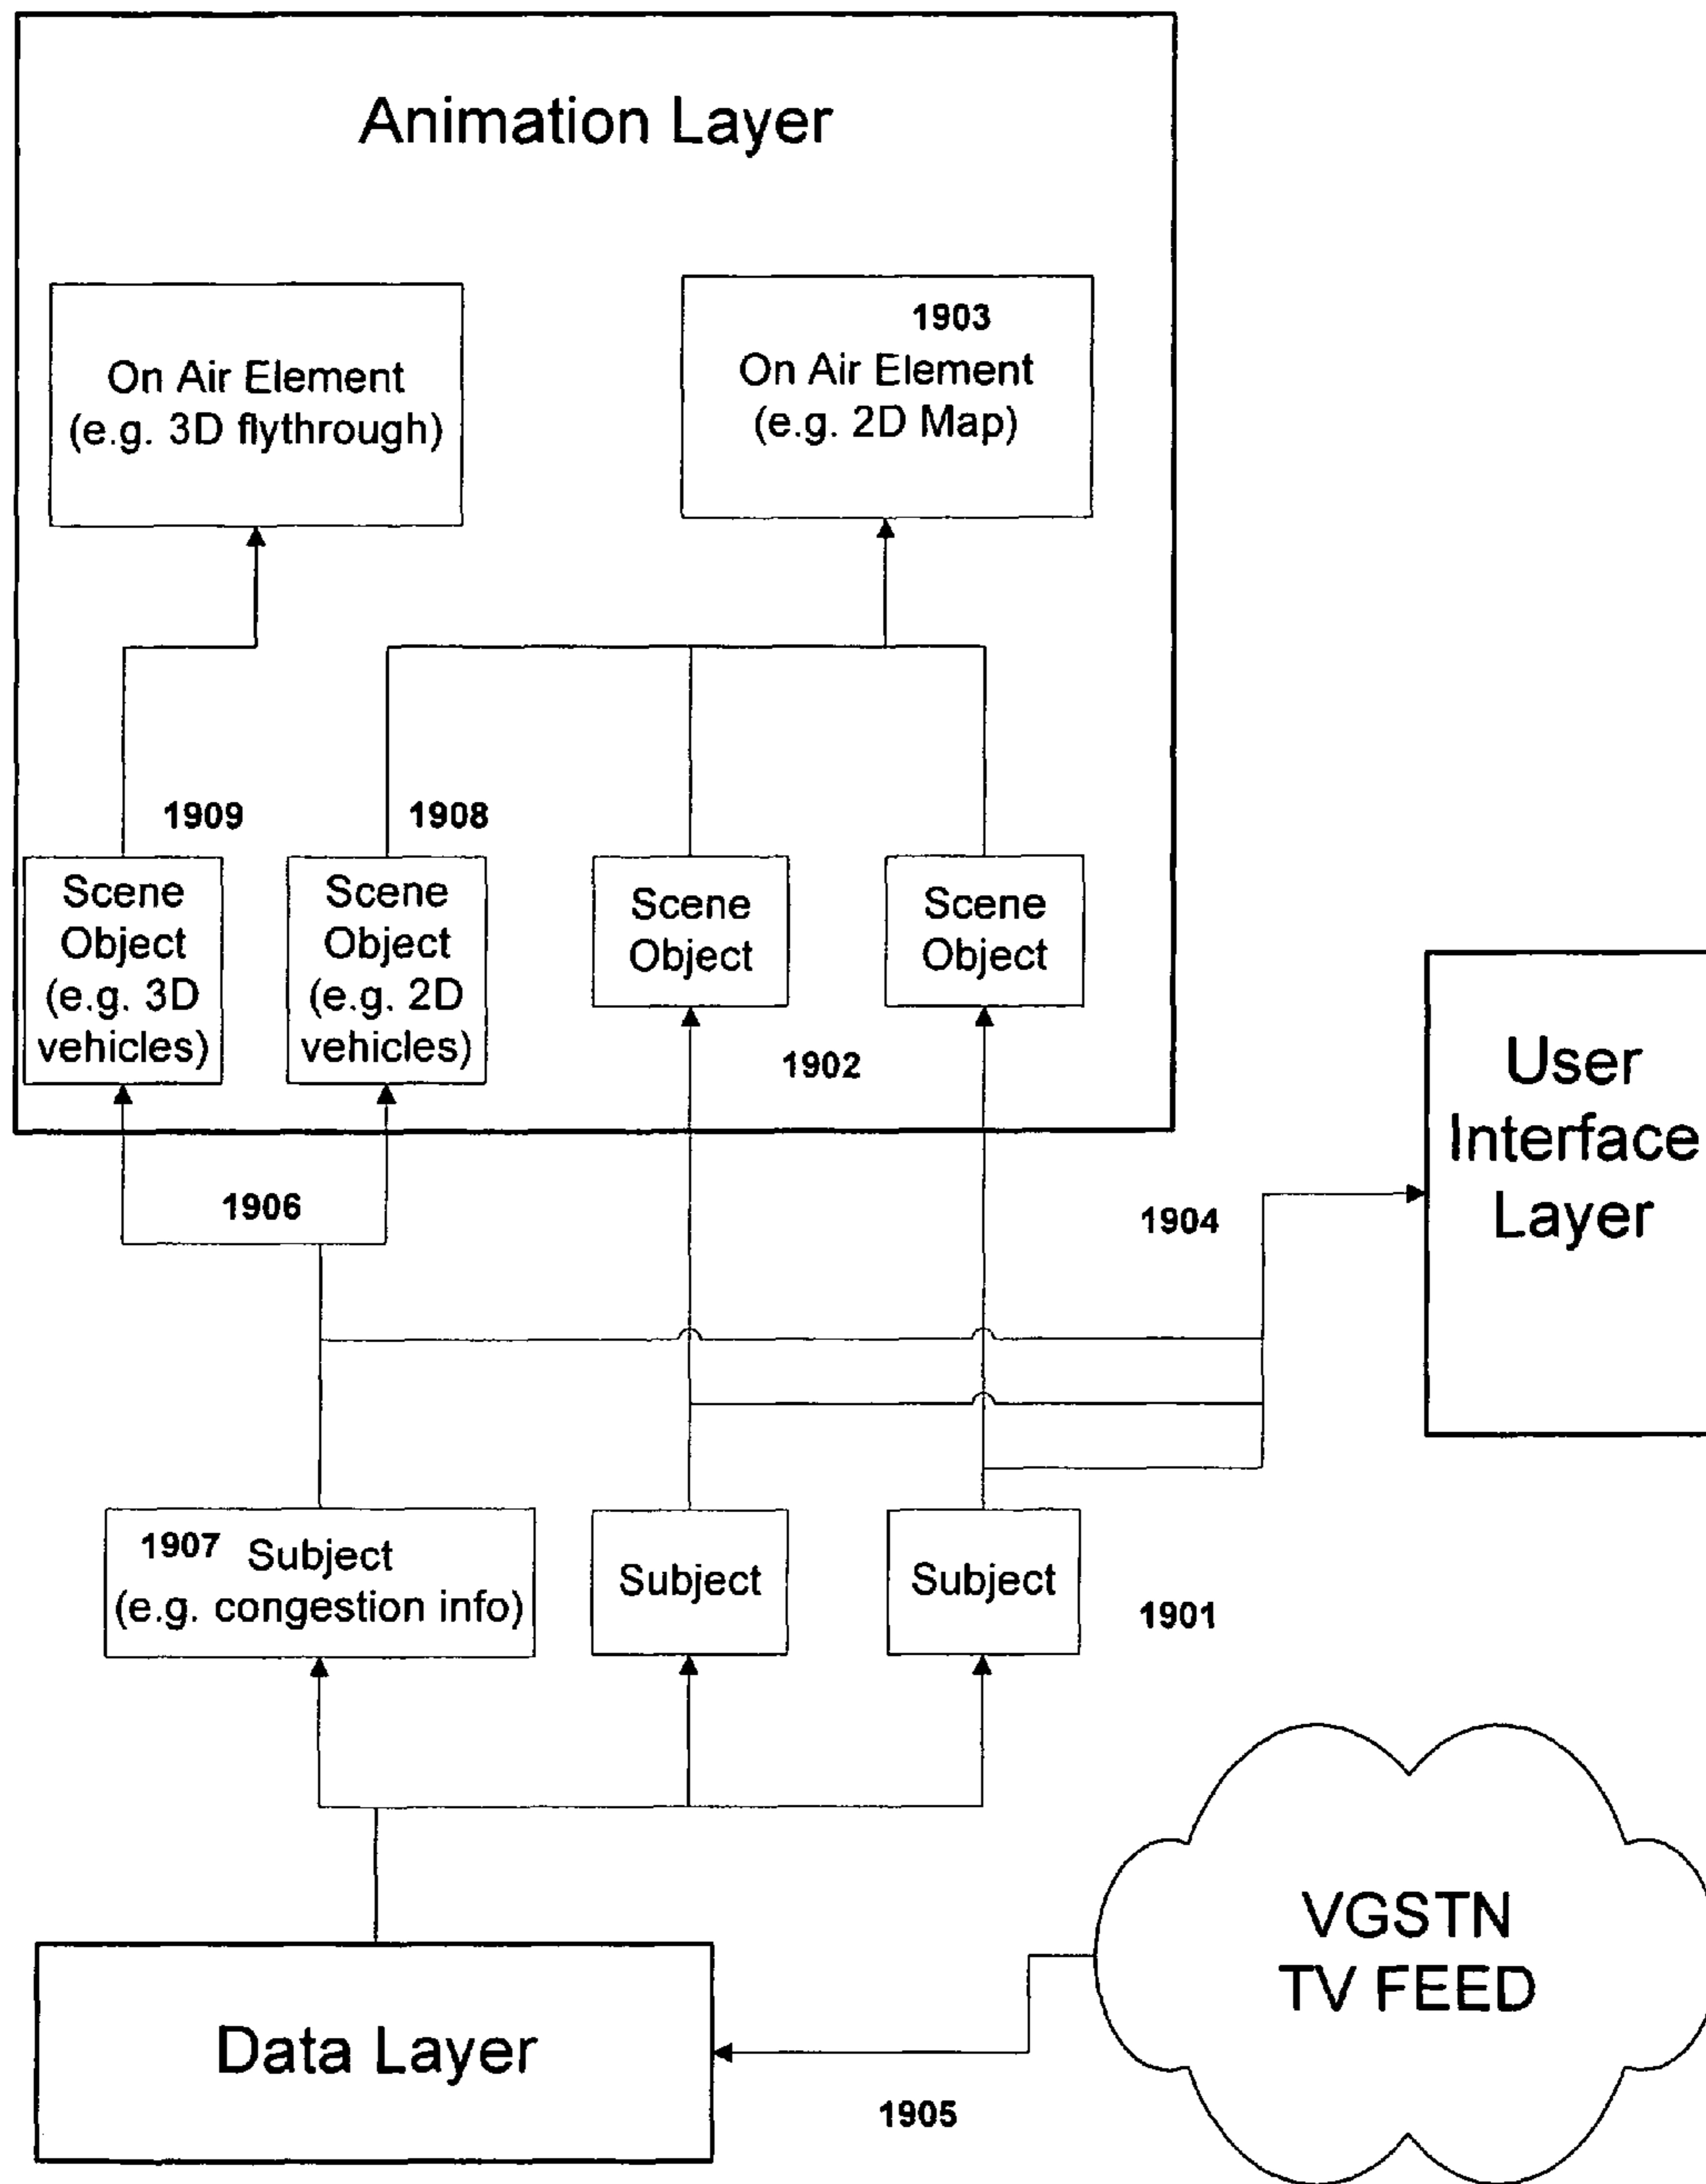 Animation Layer
On Air Element
(e.g. 3D flythrough)
1903
On Air Element
(e.g. 2D Map)
1909
1908
Scene
Object
(e.g. 3D
vehicles)
Scene
Object
(e.g. 2D
vehicles)
Scene
Object
Scene
Object
1902
User
Interface
Layer
1906
1904
1907 Subject
(e.g. congestion info)
Subject
Subject
1901
VGSTN
TV FEED
Data Layer
1905